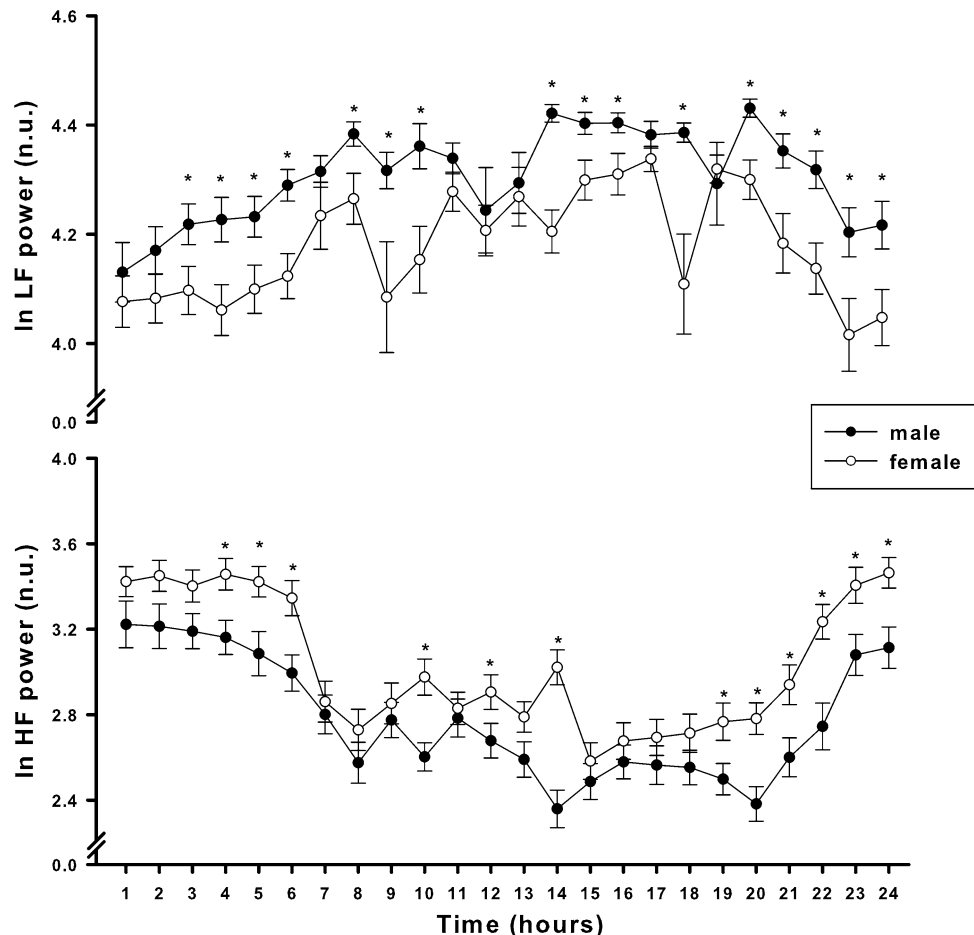 4.6
4.4
4.2
4.0
0.0
ln LF power (n.u.)
* * * * * * * * * * * * * * * *
male
female
4.0
3.6
3.2
2.8
2.4
0.0
ln HF power (n.u.)
* * * * * * * * * * * *
1 2 3 4 5 6 7 8 9 10 11 12 13 14 15 16 17 18 19 20 21 22 23 24
Time (hours)